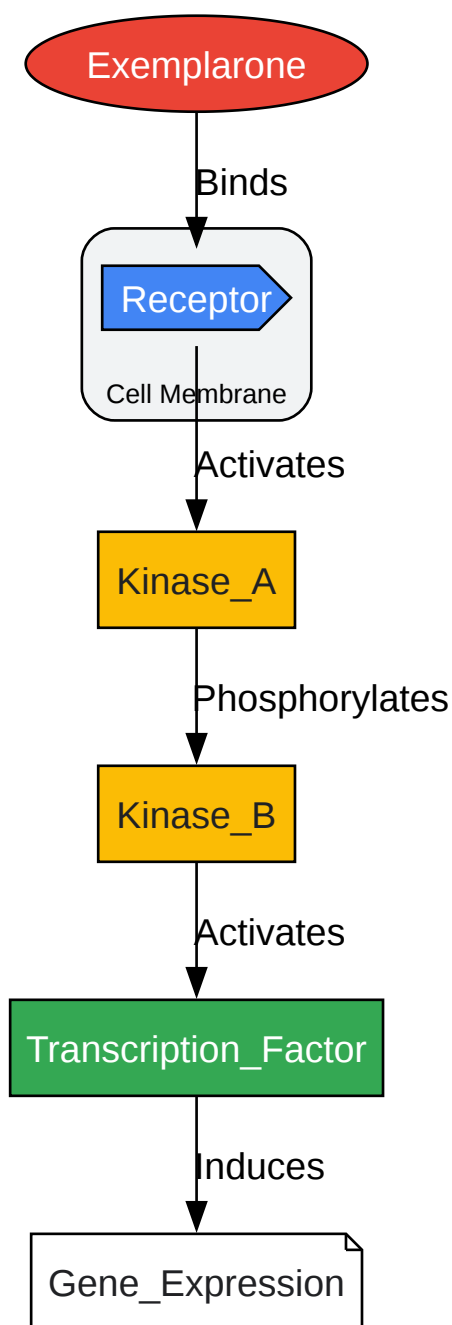 Exemplarone
Binds
Receptor
Cell Membrane
Activates
Kinase_A
Phosphorylates
Kinase_B
Activates
Transcription_Factor
Induces
Gene_Expression